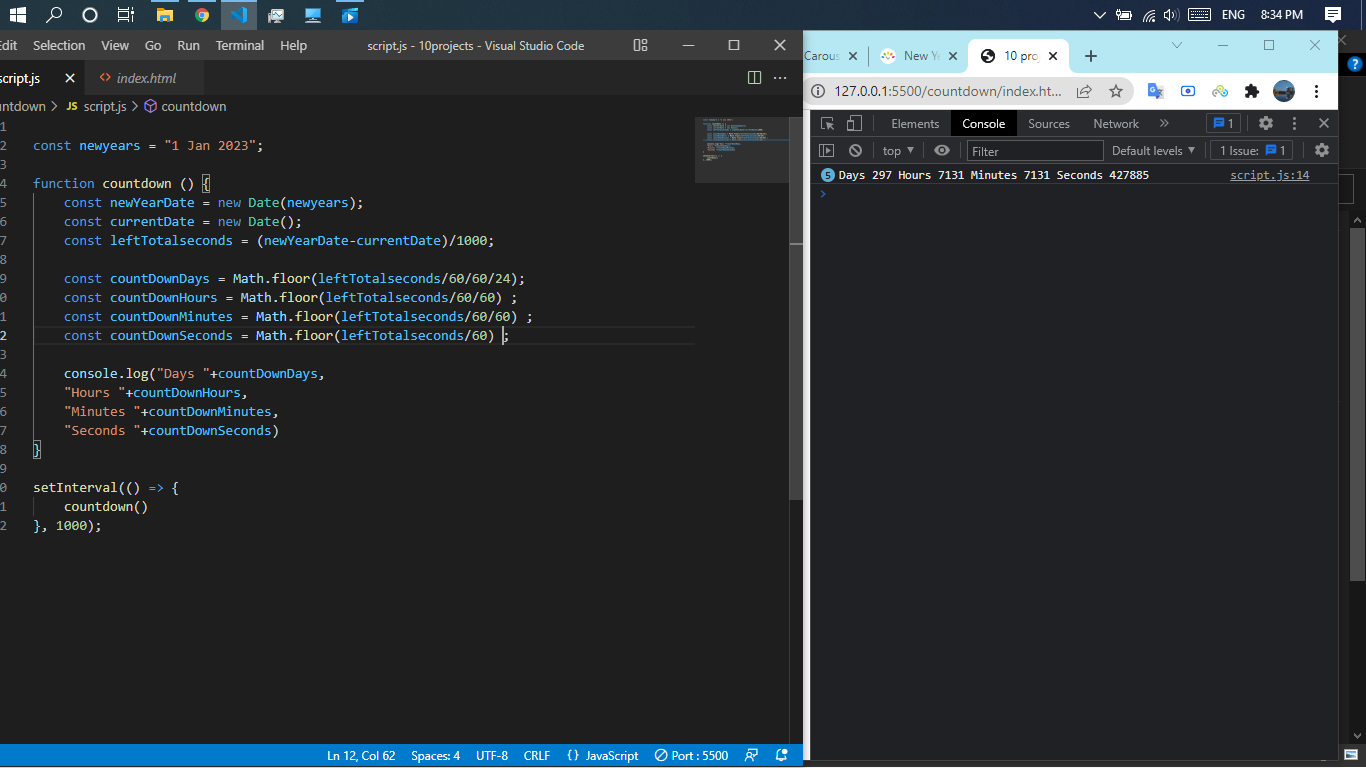 ENG 8:34 PM
dit Selection View Go Run Terminal Help script.js - 10projects - Visual Studio Code
script.js <> index.html
ntdown > JS script.js > countdown
1
2 const newyears = "1 Jan 2023";
3
4 function countdown () {
5 const newYearDate = new Date(newyears);
6 const currentDate = new Date();
7 const leftTotalseconds = (newYearDate-currentDate)/1000;
8
9 const countDownDays = Math.floor(leftTotalseconds/60/60/24);
0 const countDownHours = Math.floor(leftTotalseconds/60/60) ;
1 const countDownMinutes = Math.floor(leftTotalseconds/60/60) ;
2 const countDownSeconds = Math.floor(leftTotalseconds/60) ;
3
4 console.log("Days "+countDownDays,
5 "Hours "+countDownHours,
6 "Minutes "+countDownMinutes,
7 "Seconds "+countDownSeconds)
8 }
9
0 setInterval(() => {
1 countdown()
2 }, 1000);
Ln 12, Col 62 Spaces: 4 UTF-8 CRLF {} JavaScript Port : 5500
Carous New Y 10 pro
127.0.0.1:5500/countdown/index.ht...
Elements Console Sources Network » 1
top Filter Default levels 1 Issue: 1
5 Days 297 Hours 7131 Minutes 7131 Seconds 427885 script.js:14
>